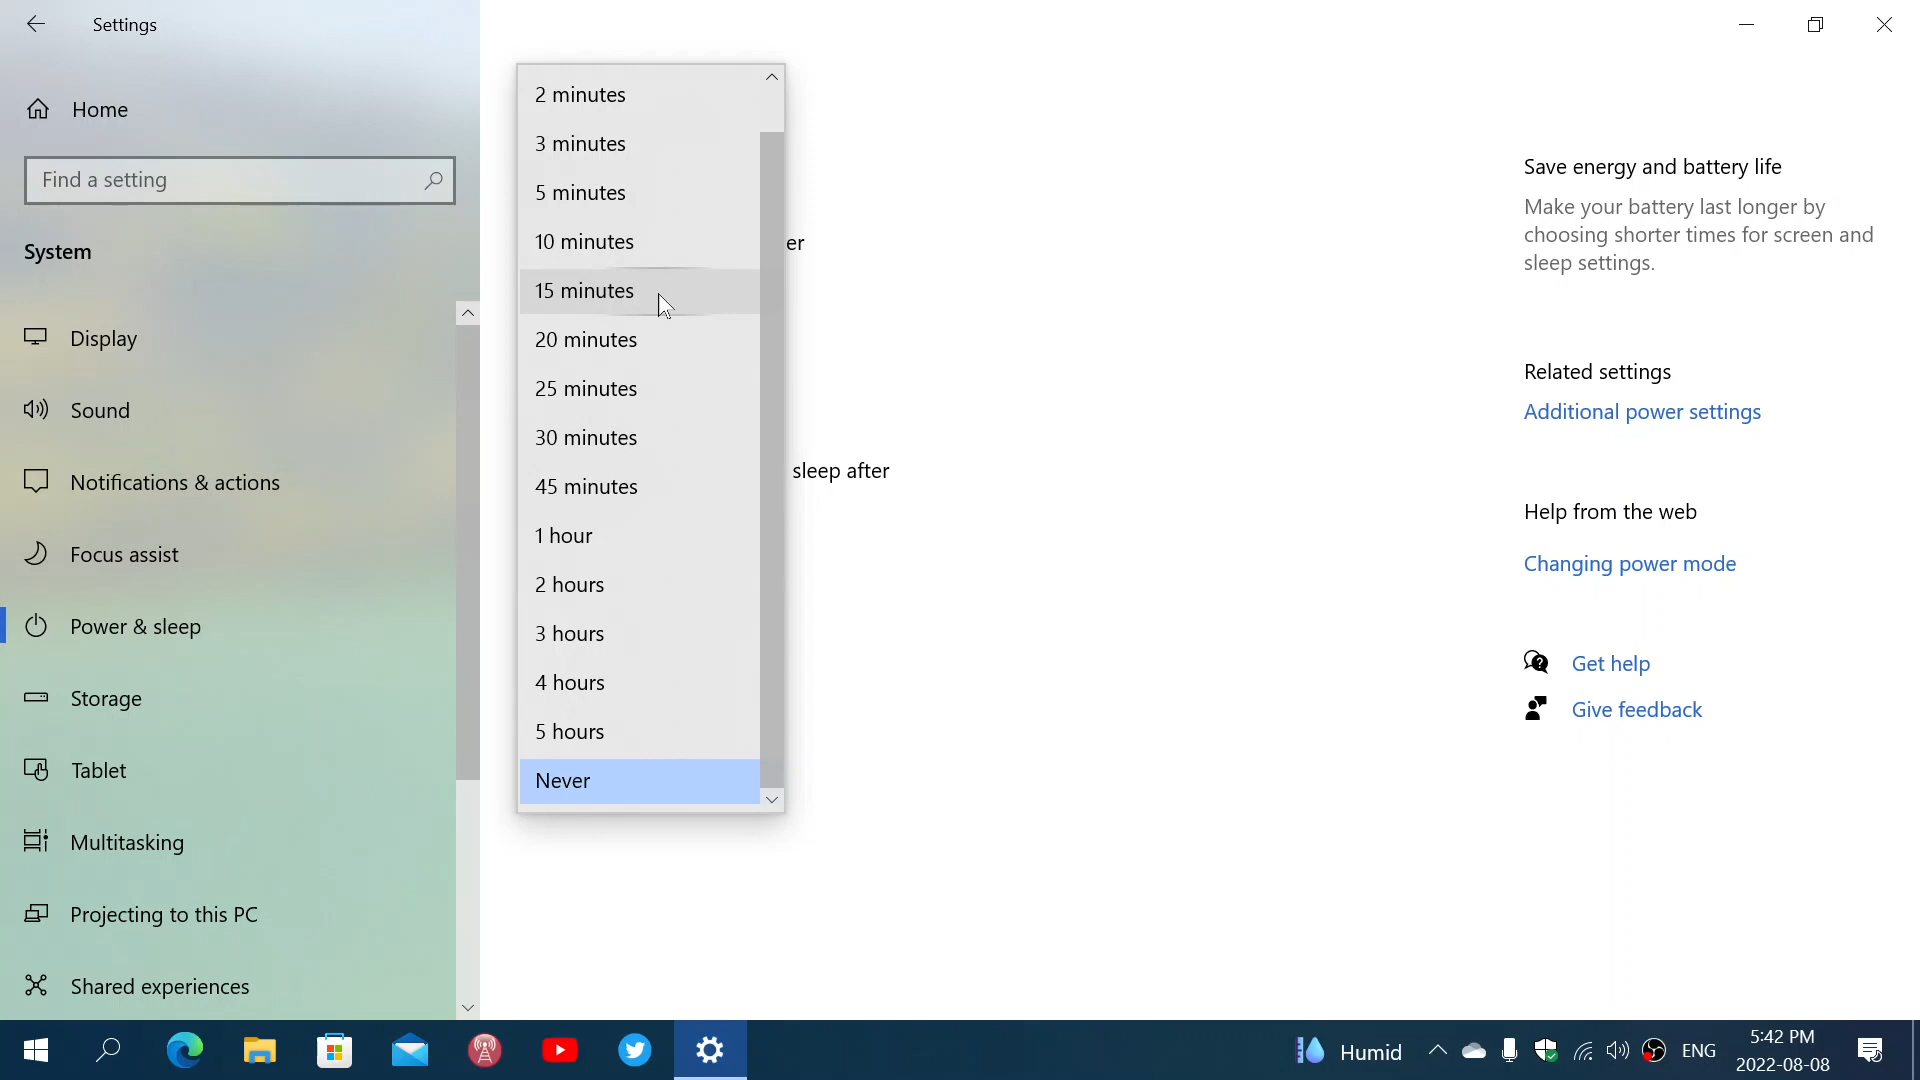 Settings
Home
Find a setting
System
Display
Sound
Notifications & actions
Focus assist
Power & sleep
Storage
Tablet
Multitasking
Projecting to this PC
Shared experiences
2 minutes
3 minutes
5 minutes
10 minutes
15 minutes
20 minutes
25 minutes
30 minutes
45 minutes
1 hour
2 hours
3 hours
4 hours
5 hours
Never
er
sleep after
Save energy and battery life
Make your battery last longer by
choosing shorter times for screen and
sleep settings.
Related settings
Additional power settings
Help from the web
Changing power mode
Get help
Give feedback
Humid
ENG
5:42 PM
2022-08-08